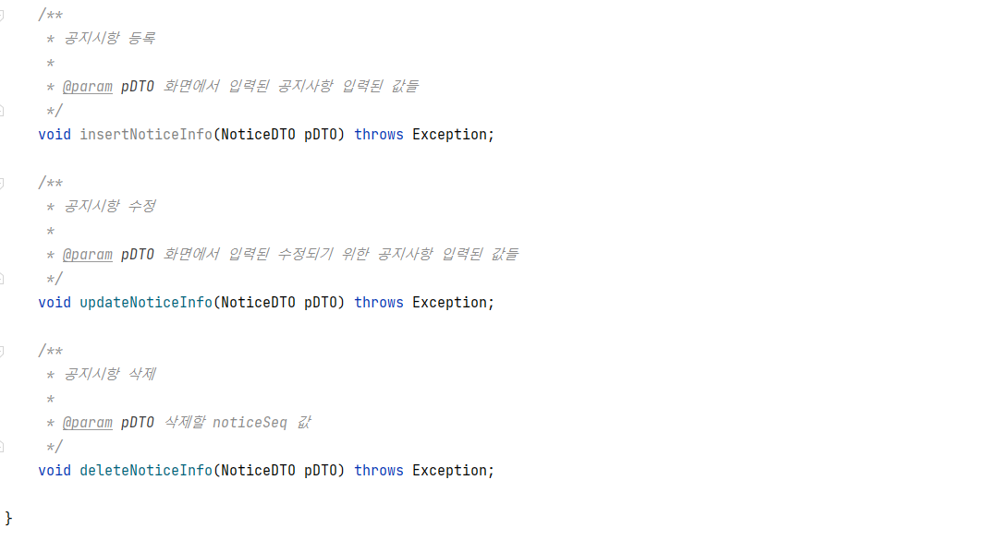 /**
* 공지시항 등록
*
* @param pDTO 화면에서 입력된 공지사항 입력된 값들
*/
void insertNoticeInfo(NoticeDTO pDTO) throws Exception;
/**
* 공지시항 수정
*
* @param pDTO 화면에서 입력된 수정되기 위한 공지사항 입력된 값들
*/
void updateNoticeInfo(NoticeDTO pDTO) throws Exception;
/**
* 공지시항 삭제
*
* @param pDTO 삭제할 noticeSeq 값
*/
void deleteNoticeInfo(NoticeDTO pDTO) throws Exception;
}